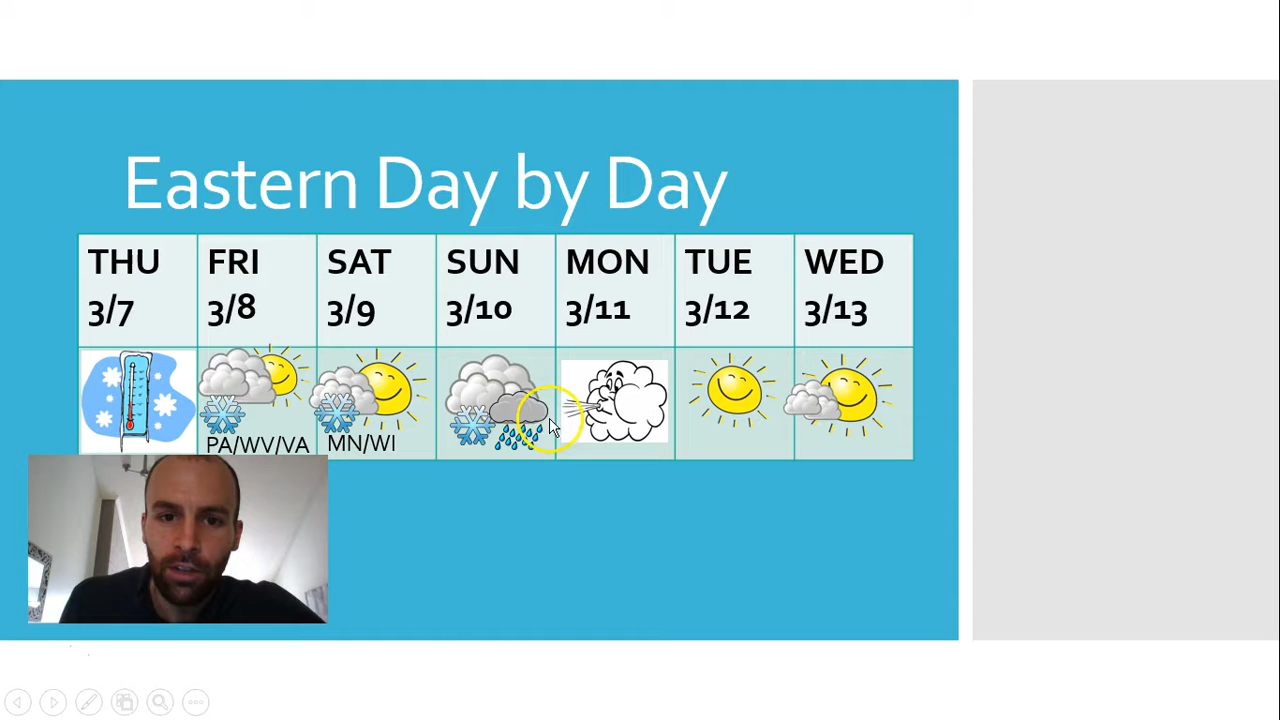 Eastern Day by Day
THU FRI SAT SUN MON TUE WED
3/7 3/8 3/9 3/10 3/11 3/12 3/13
PA/WV/VA MN/WI